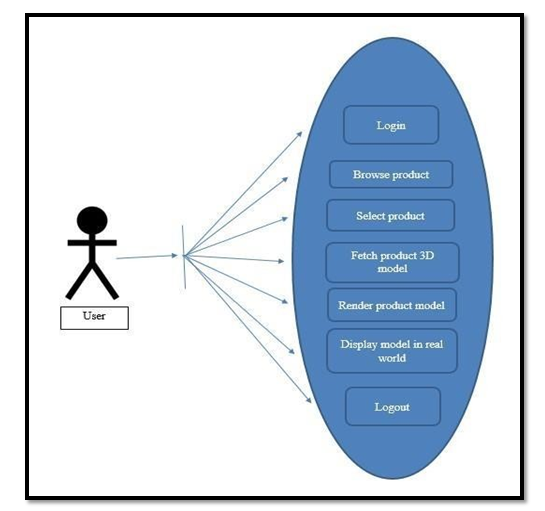 Login
Browse product
Select product
Fetch product 3D
model
Render product model
Display model in real
world
Logout
User